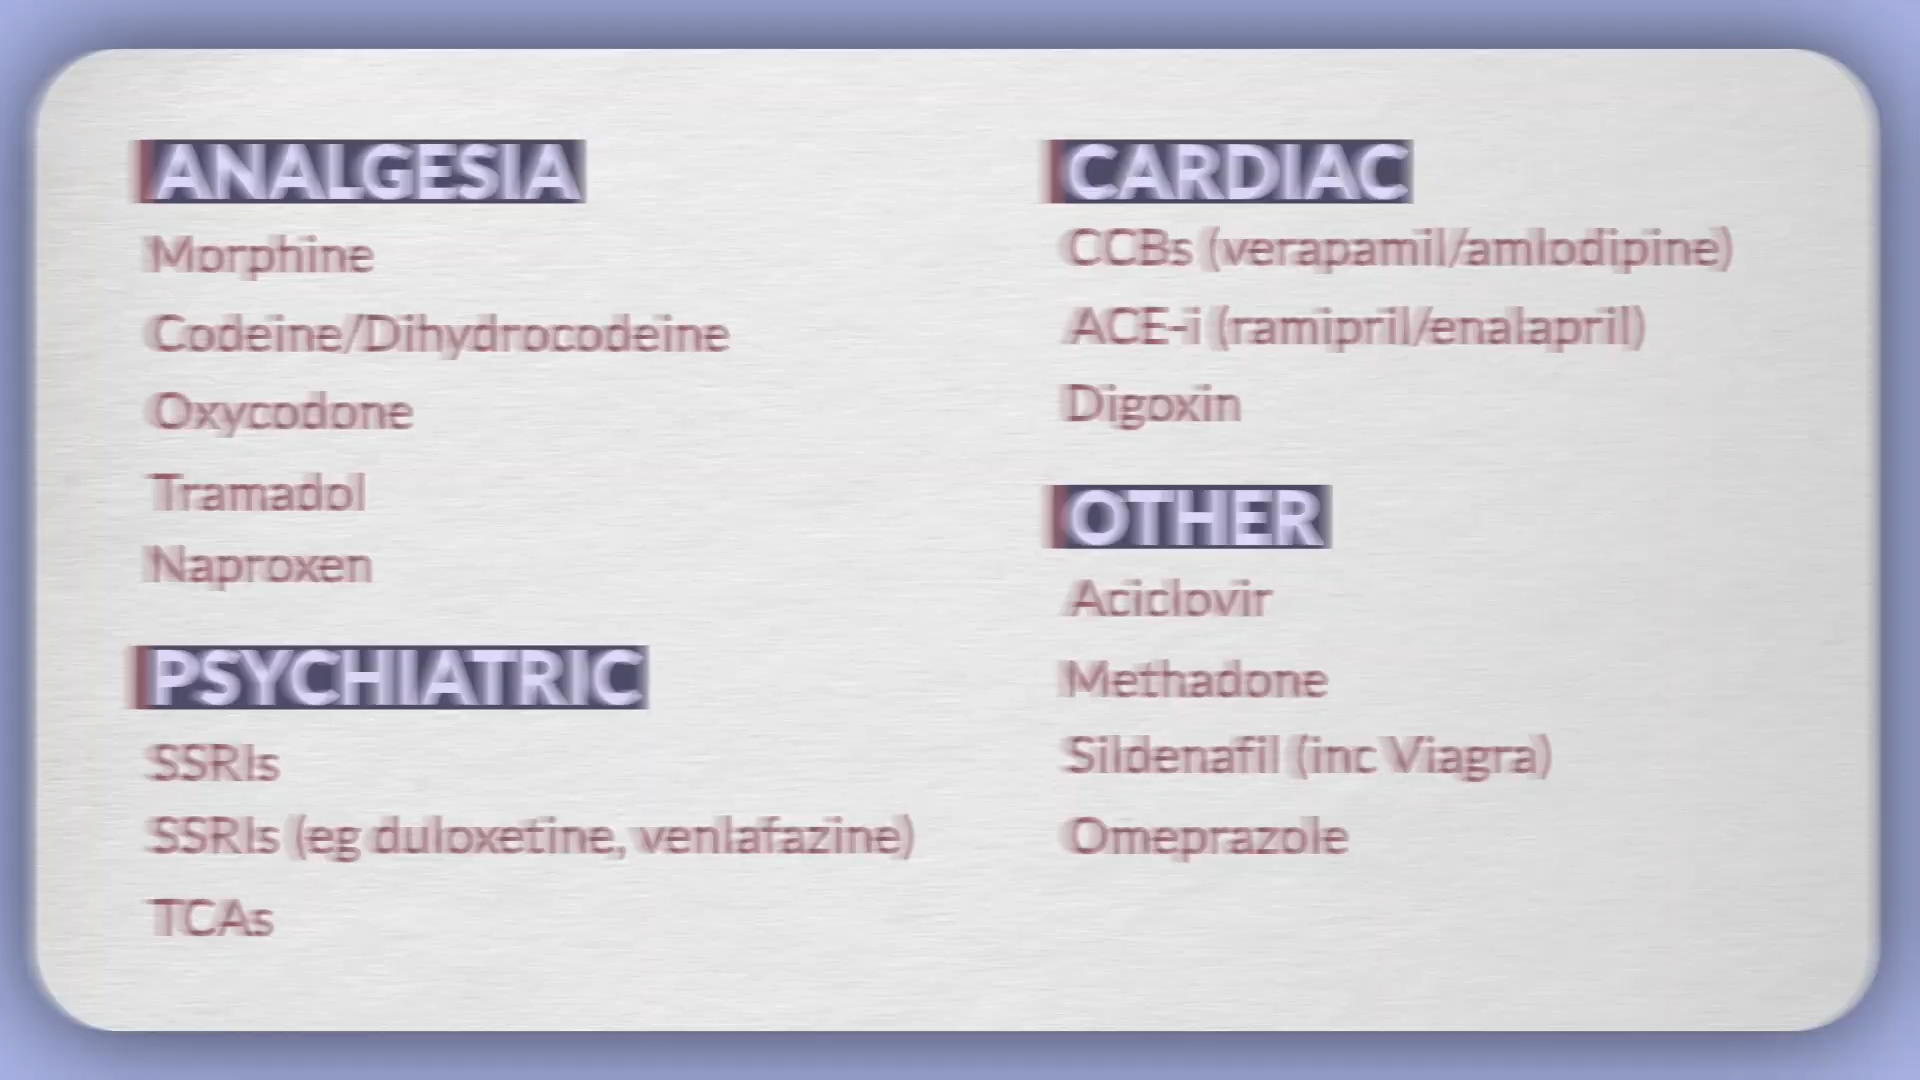 ANALGESIA
Morphine
Codeine/Dihydrocodeine
Oxycodone
Tramadol
Naproxen
PSYCHIATRIC
SSRIs
SSRIs (eg duloxetine, venlafazine)
TCAs
CARDIAC
CCBs (verapamil/amlodipine)
ACE-i (ramipril/enalapril)
Digoxin
OTHER
Aciclovir
Methadone
Sildenafil (inc Viagra)
Omeprazole